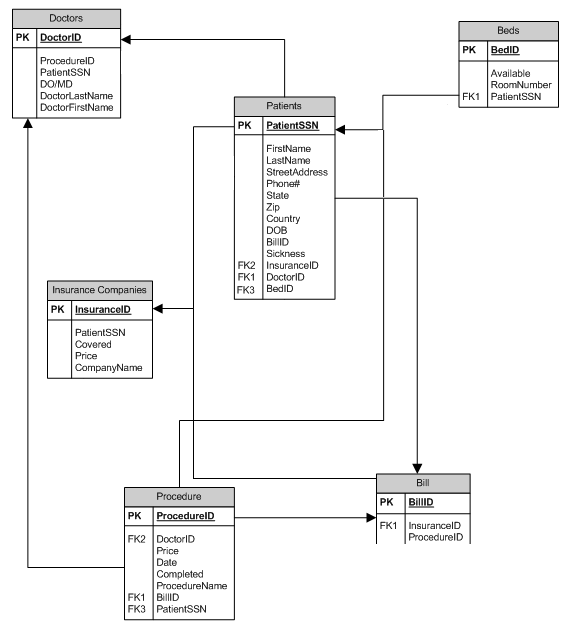 Doctors
PK DoctorID
ProcedureID
PatientSSN
DO/MD
DoctorLastName
DoctorFirstName
Beds
PK BedID
Available
RoomNumber
FK1 PatientSSN
Patients
PK PatientSSN
FirstName
LastName
StreetAddress
Phone#
State
Zip
Country
DOB
BillID
Sickness
FK2 InsuranceID
FK1 DoctorID
FK3 BedID
Insurance Companies
PK InsuranceID
PatientSSN
Covered
Price
CompanyName
Procedure
PK ProcedureID
FK2 DoctorID
Price
Date
Completed
ProcedureName
FK1 BillID
FK3 PatientSSN
Bill
PK BillID
FK1 InsuranceID
ProcedureID